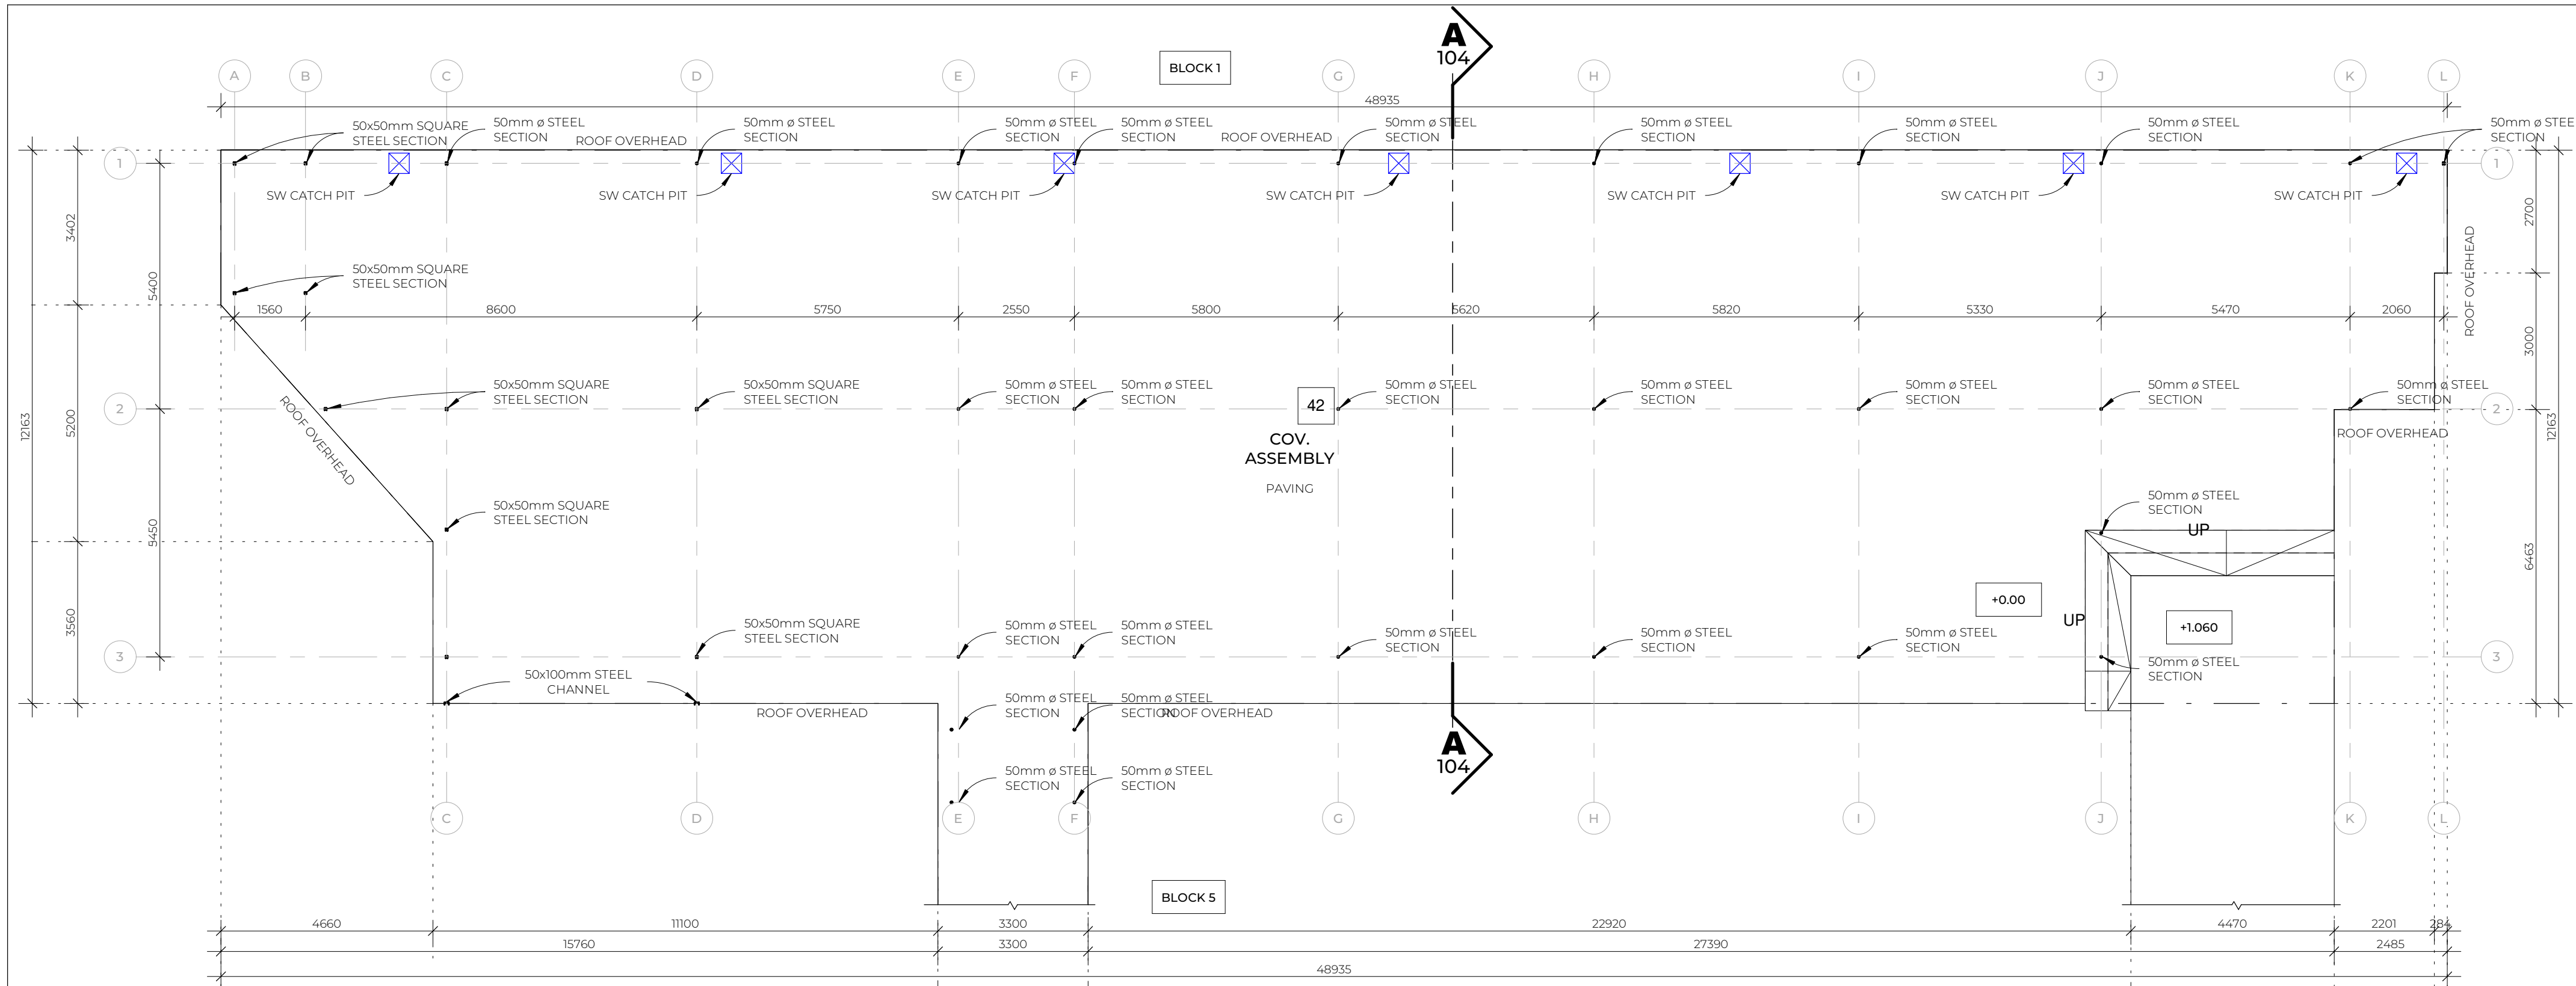 A
104
BLOCK 1
A B C D E F G H I J K L
48935
50x50mm SQUARE
STEEL SECTION
50mm ø STEEL
SECTION
ROOF OVERHEAD
50mm ø STEEL
SECTION
50mm ø STEEL
SECTION
50mm ø STEEL
SECTION
ROOF OVERHEAD
50mm ø STEEL
SECTION
50mm ø STEEL
SECTION
50mm ø STEEL
SECTION
50mm ø STEEL
SECTION
50mm ø STEE
SECTION
1
1
SW CATCH PIT
SW CATCH PIT
SW CATCH PIT
SW CATCH PIT
SW CATCH PIT
SW CATCH PIT
SW CATCH PIT
3402
5400
2700
ROOF OVERHEAD
50x50mm SQUARE
STEEL SECTION
1560 8600 5750 2550 5800 5620 5820 5330 5470 2060
3000
50x50mm SQUARE
STEEL SECTION
50x50mm SQUARE
STEEL SECTION
50mm ø STEEL
SECTION
50mm ø STEEL
SECTION
42
50mm ø STEEL
SECTION
50mm ø STEEL
SECTION
50mm ø STEEL
SECTION
50mm ø STEEL
SECTION
50mm ø STEEL
SECTION
2
2
12163
5200
ROOF OVERHEAD
COV.
ASSEMBLY
PAVING
ROOF OVERHEAD
12163
50x50mm SQUARE
STEEL SECTION
50mm ø STEEL
SECTION
UP
5450
6463
+0.00
UP
+1.060
3560
50x50mm SQUARE
STEEL SECTION
50mm ø STEEL
SECTION
50mm ø STEEL
SECTION
50mm ø STEEL
SECTION
50mm ø STEEL
SECTION
50mm ø STEEL
SECTION
50mm ø STEEL
SECTION
3
3
50x100mm STEEL
CHANNEL
ROOF OVERHEAD
50mm ø STEEL
SECTION
50mm ø STEEL
SECTION
ROOF OVERHEAD
A
104
50mm ø STEEL
SECTION
50mm ø STEEL
SECTION
C D E F G H I J K L
BLOCK 5
4660 11100 3300 22920 4470 2201 284
15760 3300 27390 2485
48935